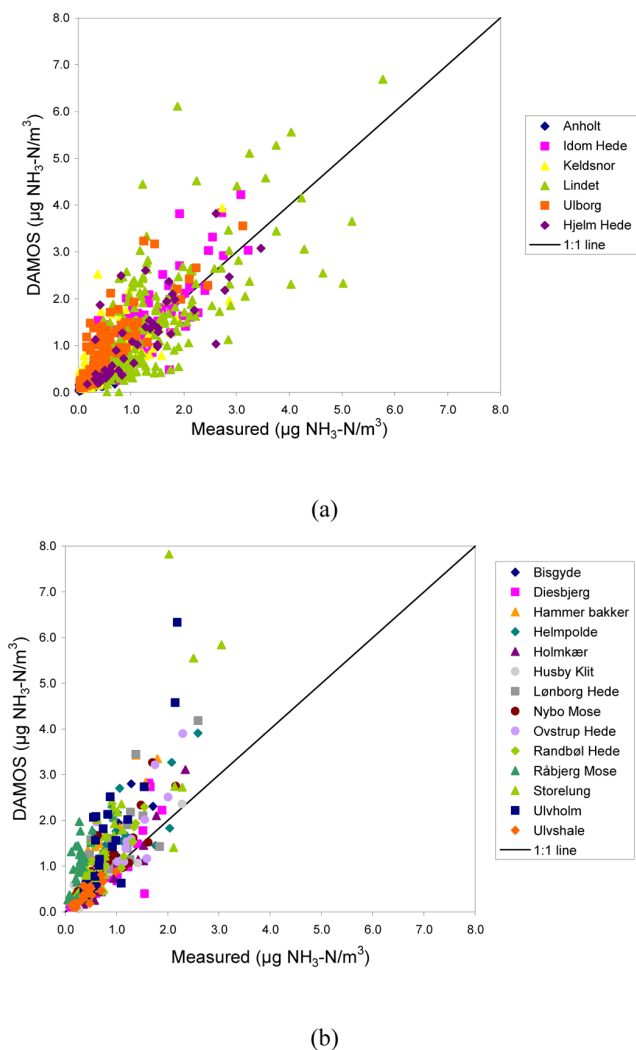 8.0
7.0
6.0
5.0
4.0
3.0
2.0
1.0
0.0
DAMOS (µg NH3-N/m3)
0.0 1.0 2.0 3.0 4.0 5.0 6.0 7.0 8.0
Measured (µg NH3-N/m3)
Anholt
Idom Hede
Keldsnor
Lindet
Ulborg
Hjelm Hede
1:1 line
(a)
8.0
7.0
6.0
5.0
4.0
3.0
2.0
1.0
0.0
DAMOS (µg NH3-N/m3)
0.0 1.0 2.0 3.0 4.0 5.0 6.0 7.0 8.0
Measured (µg NH3-N/m3)
Bisgyde
Diesbjerg
Hammer bakker
Helmpolde
Holmkær
Husby Klit
Lønborg Hede
Nybo Mose
Ovstrup Hede
Randbøl Hede
Råbjerg Mose
Storelung
Ulvholm
Ulvshale
1:1 line
(b)